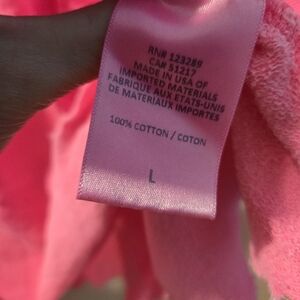 RN# 123289
CA# 51217
MADE IN USA OF
IMPORTED MATERIALS
FABRIQUE AUX ETATS-UNIS
DE MATERIAUX IMPORTES
100% COTTON / COTON
L